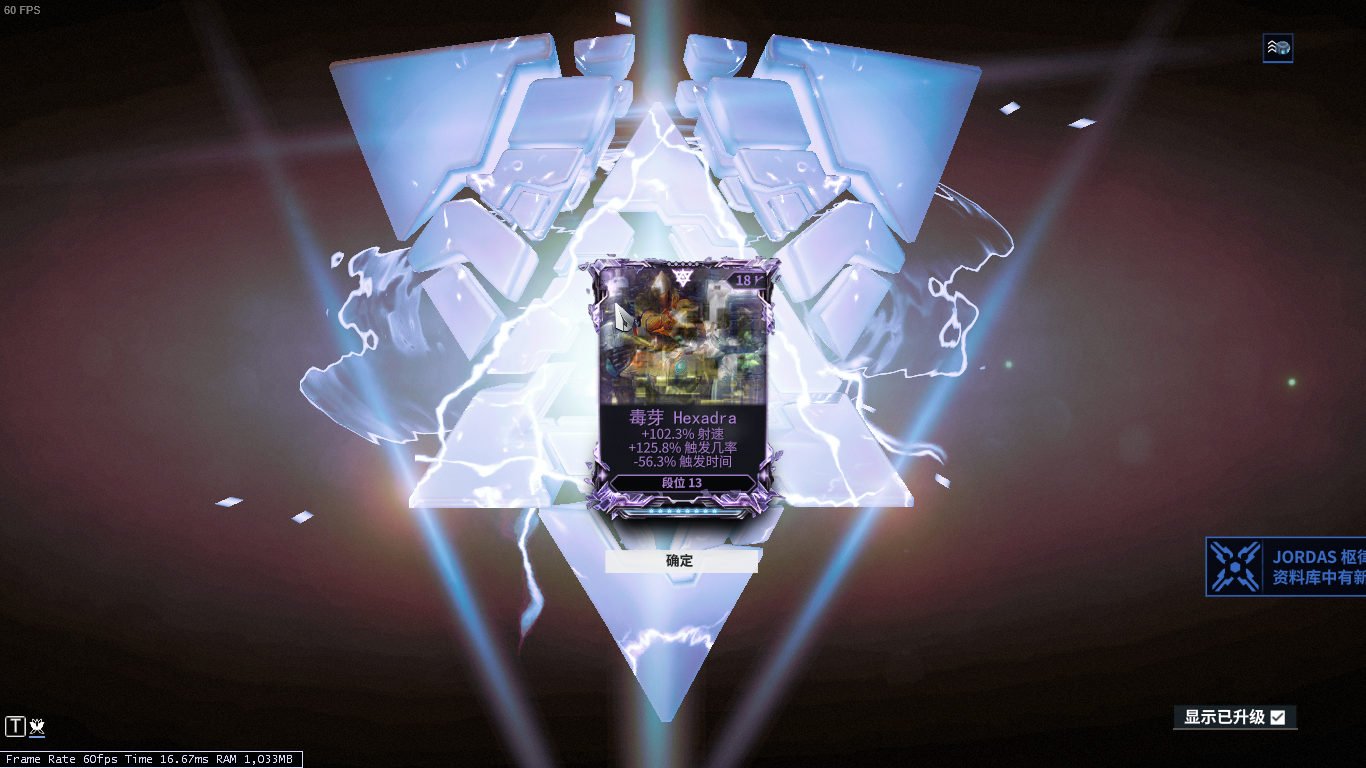 60 FPS
18
毒芽 Hexadra
+102.3% 射速
+125.8% 触发几率
-56.3% 触发时间
段位 13
确定
JORDAS 枢
资料库中有新
显示已升级
T
Frame Rate 60fps Time 16.67ms RAM 1,033MB